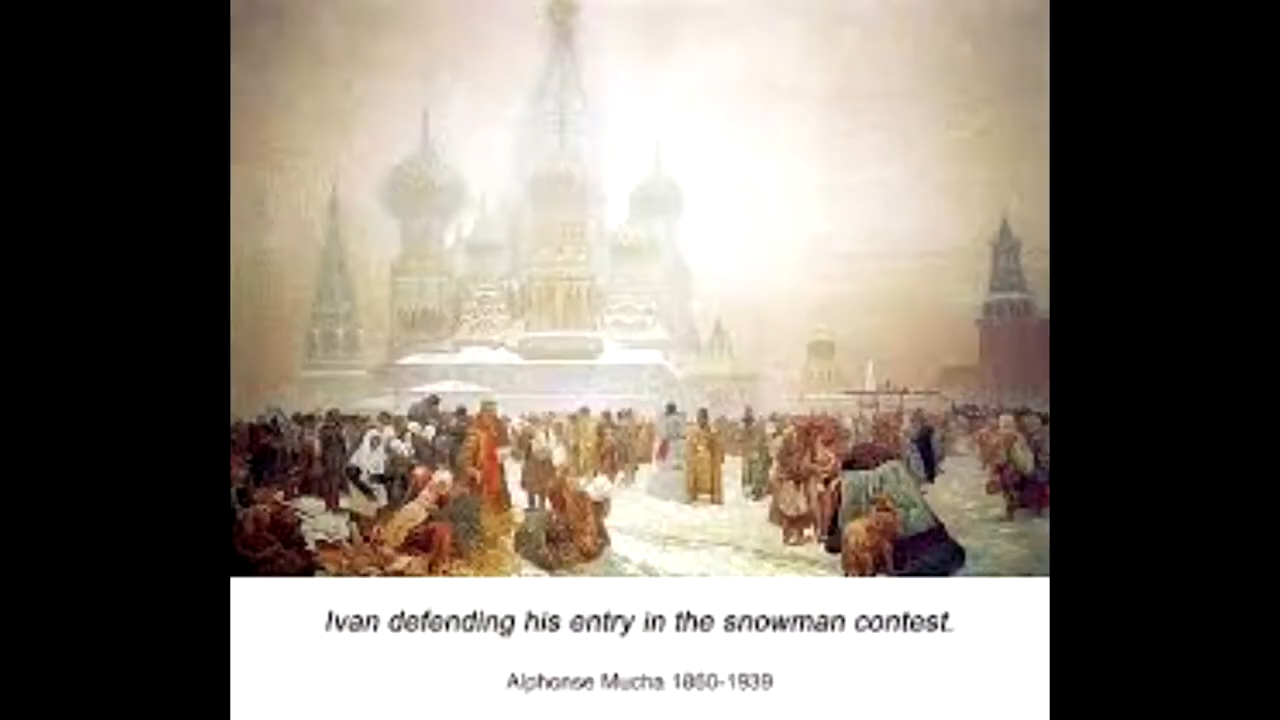 Ivan defending his entry in the snowman contest.
Alphonse Mucha 1860-1939